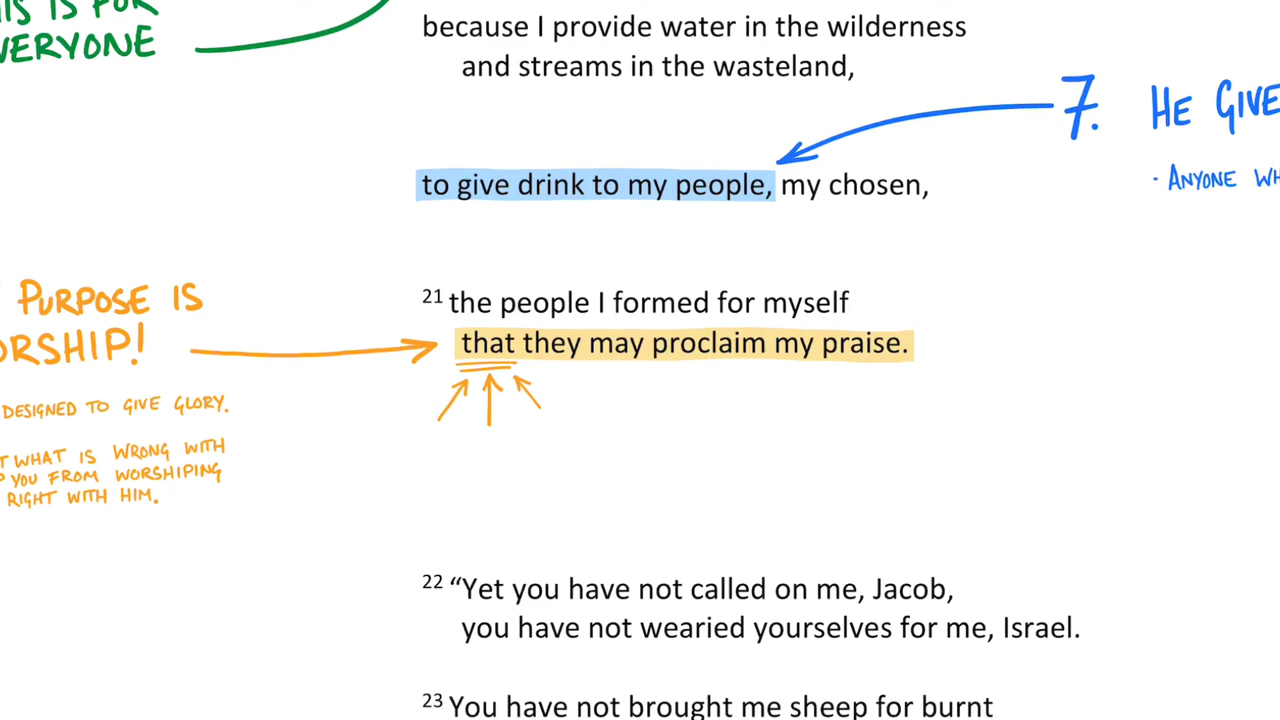 IS IS FOR
VERYONE
because I provide water in the wilderness
and streams in the wasteland,
7. HE GIVE
to give drink to my people, my chosen,
· ANYONE WH
PURPOSE IS
ORSHIP!
21 the people I formed for myself
that they may proclaim my praise.
DESIGNED TO GIVE GLORY.
T WHAT IS WRONG WITH
P YOU FROM WORSHIPING
RIGHT WITH HIM.
22 “Yet you have not called on me, Jacob,
you have not wearied yourselves for me, Israel.
23 You have not brought me sheep for burnt